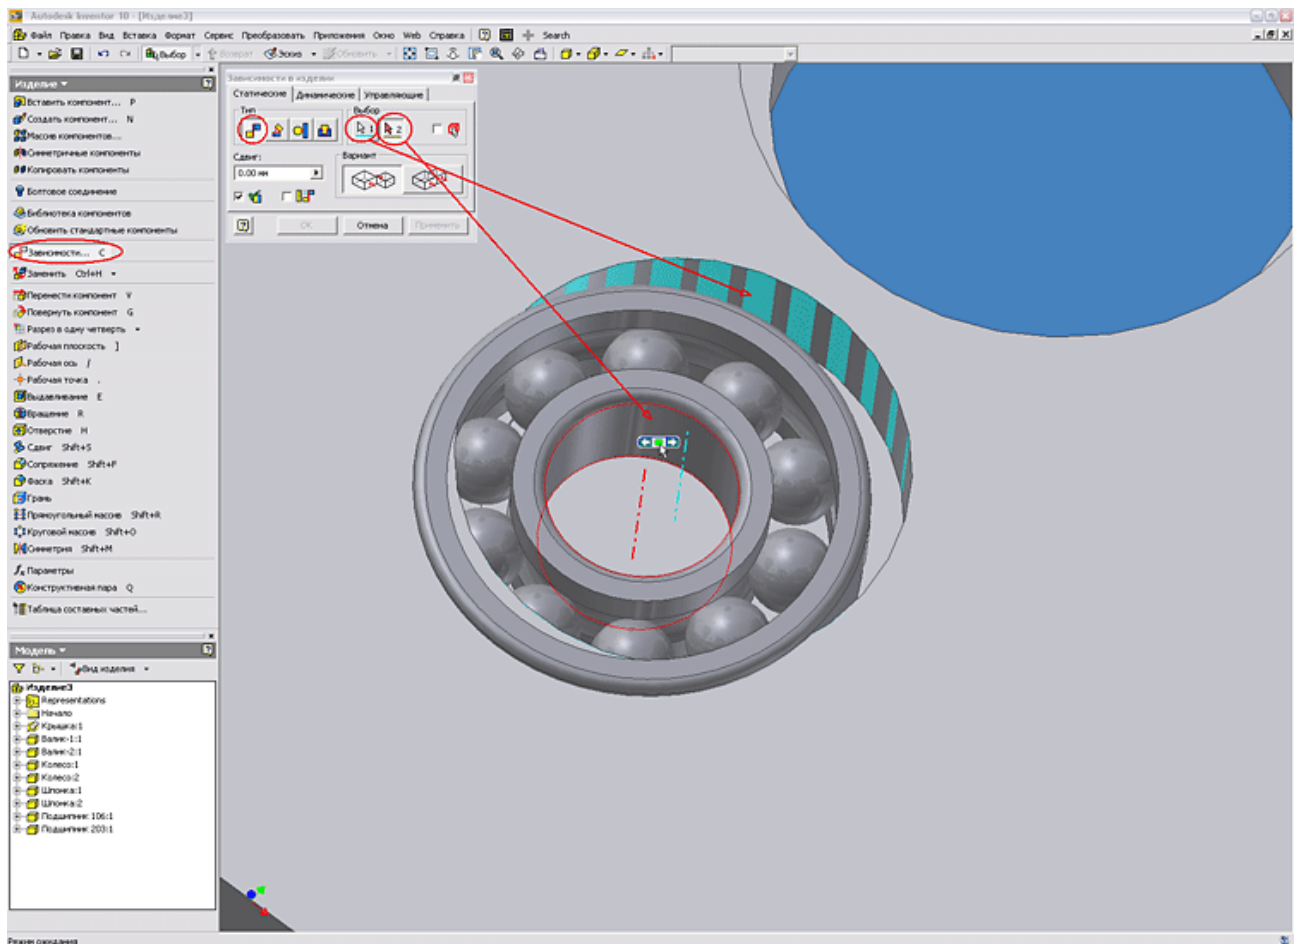 Autodesk Inventor 10 - [Изделие3]
Файл Правка Вид Вставка Формат Сервис Преобразовать Приложения Окно Web Справка Search
Выбор Возврат Эскиз Обновить
Изделие
Вставить компонент... P
Создать компонент... N
Массив компонентов...
Симметричные компоненты
Копировать компоненты
Болтовое соединение
Библиотека компонентов
Обновить стандартные компоненты
Зависимости... C
Заменить Ctrl+H
Перенести компонент V
Повернуть компонент G
Разрез в одну четверть
Рабочая плоскость ]
Рабочая ось /
Рабочая точка .
Выдавливание E
Вращение R
Отверстие H
Сдвиг Shift+S
Сопряжение Shift+F
Фаска Shift+K
Грань
Прямоугольный массив Shift+R
Круговой массив Shift+O
Симметрия Shift+M
fx Параметры
Конструктивная пара Q
Таблица составных частей...
Модель
Вид изделия
Изделие3
Representations
Начало
Крышка:1
Валик-1:1
Валик-2:1
Колесо:1
Колесо:2
Шпонка:1
Шпонка:2
Подшипник 106:1
Подшипник 203:1
Зависимости в изделии
Статические Динамические Управляющие
Тип Выбор
1 2
Сдвиг: Вариант
0.00 мм
OK Отмена Применить
Режим ожидания